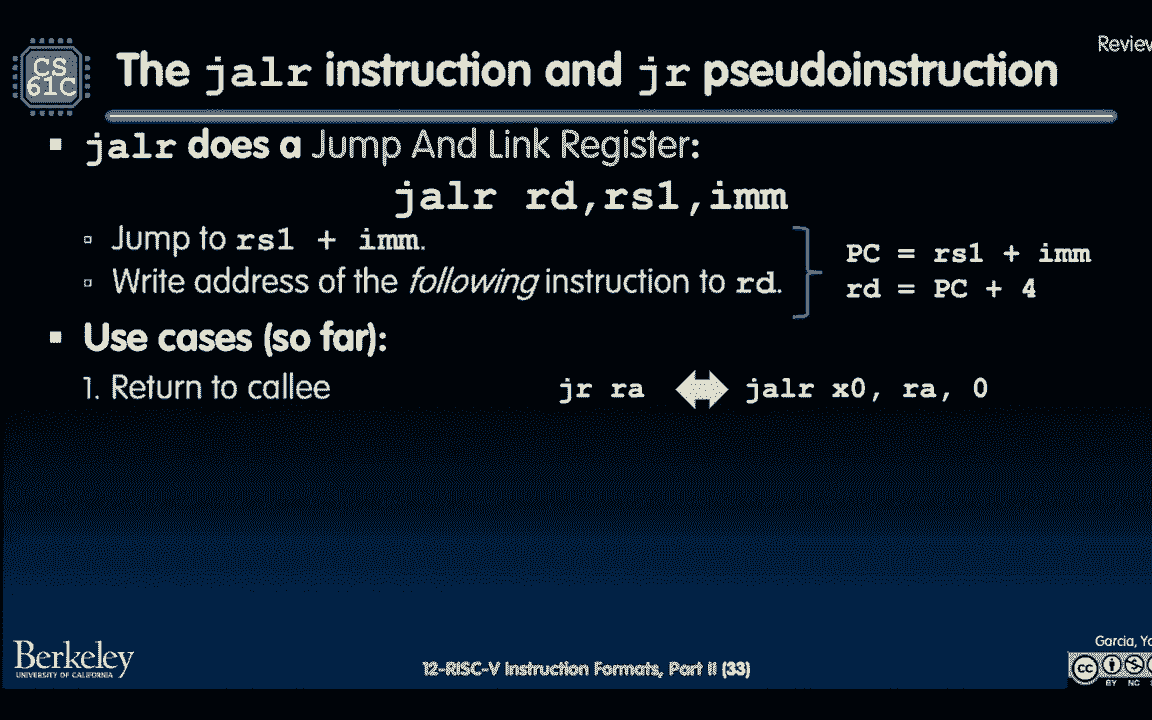 Review
CS
61C
The jalr instruction and jr pseudoinstruction
▪ jalr does a Jump And Link Register:
jalr rd,rs1,imm
▫ Jump to rs1 + imm.
▫ Write address of the following instruction to rd.
PC = rs1 + imm
rd = PC + 4
▪ Use cases (so far):
1. Return to callee
jr ra
jalr x0, ra, 0
Berkeley
UNIVERSITY OF CALIFORNIA
12-RISC-V Instruction Formats, Part II (33)
Garcia,
cc
BY NC